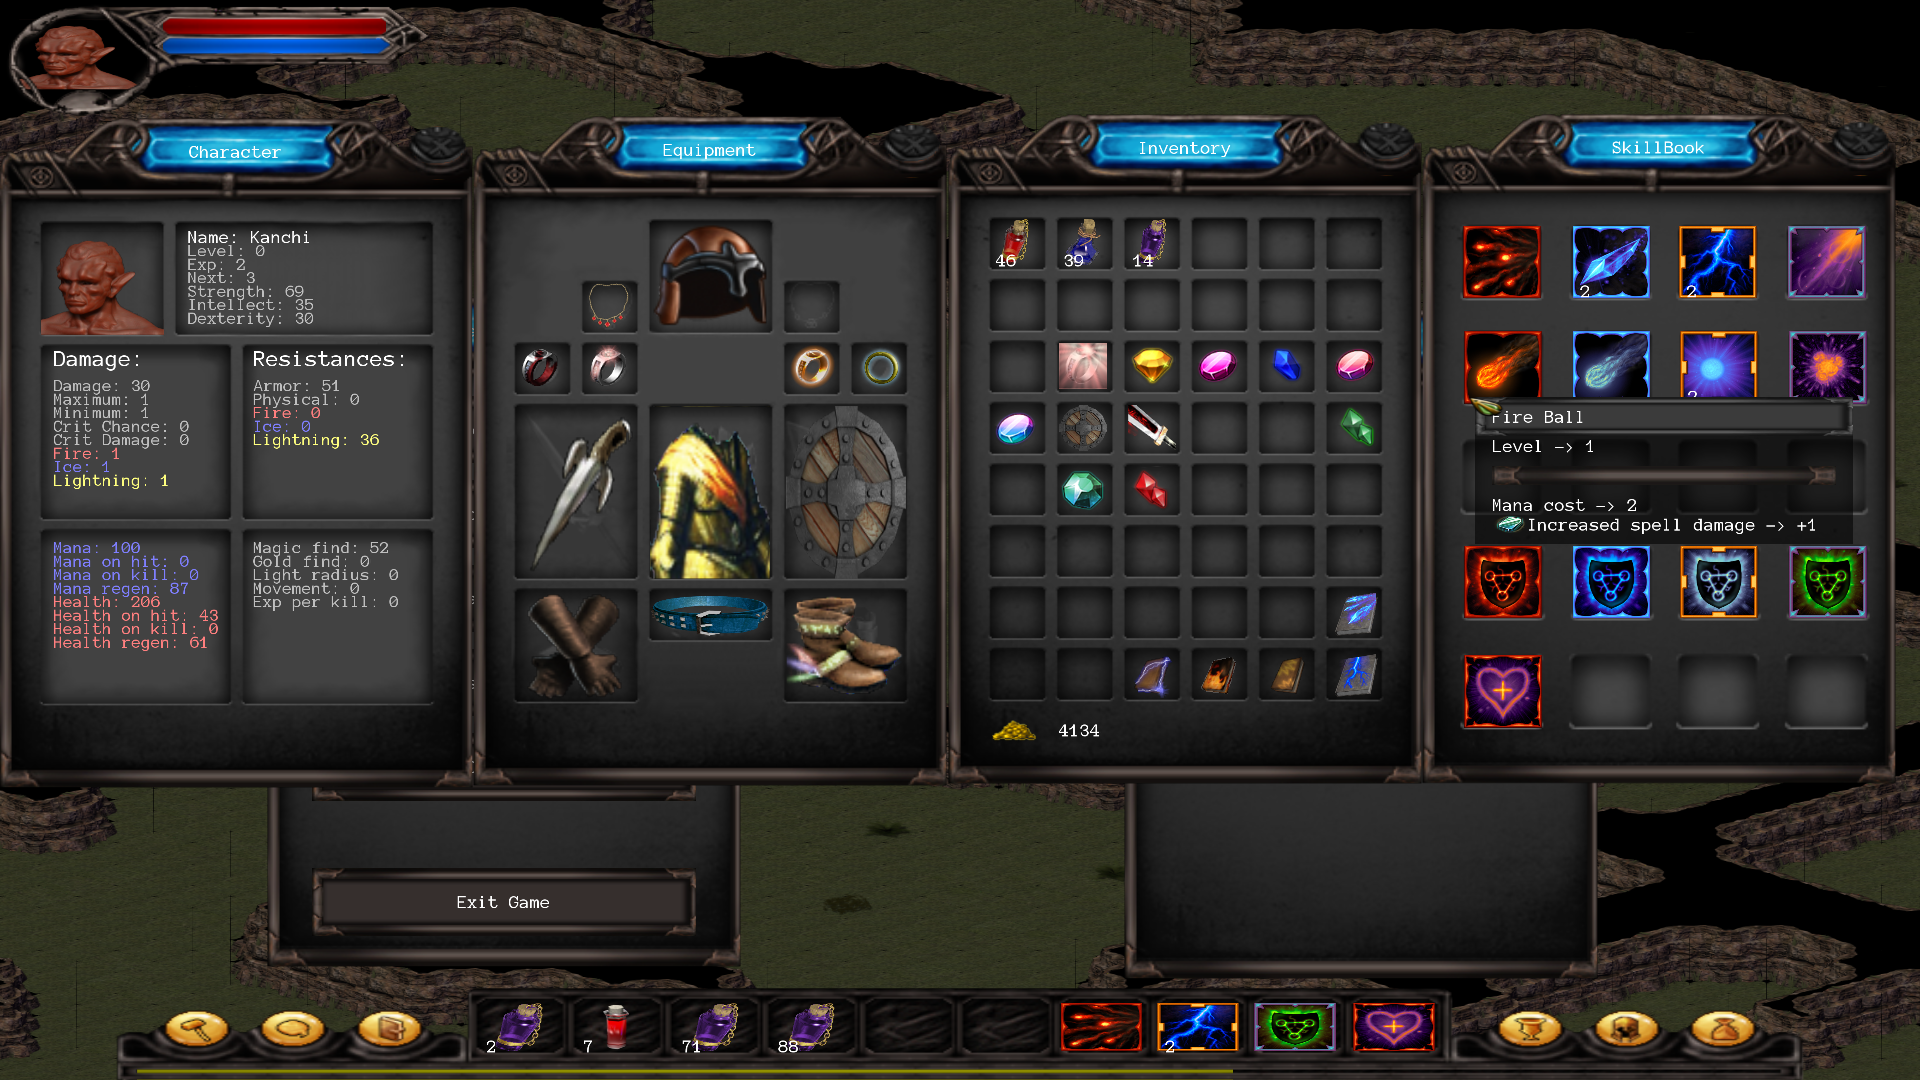 Character
Name: Kanchi
Level: 0
Exp: 2
Next: 3
Strength: 69
Intellect: 35
Dexterity: 30
Damage:
Damage: 30
Maximum: 1
Minimum: 1
Crit Chance: 0
Crit Damage: 0
Fire: 1
Ice: 1
Lightning: 1
Resistances:
Armor: 51
Physical: 0
Fire: 0
Ice: 0
Lightning: 36
Mana: 100
Mana on hit: 0
Mana on kill: 0
Mana regen: 87
Health: 206
Health on hit: 43
Health on kill: 0
Health regen: 61
Magic find: 52
Gold find: 0
Light radius: 0
Movement: 0
Exp per kill: 0
Equipment
Inventory
46 39 14
4134
SkillBook
2 2
2
Fire Ball
Level -> 1
Mana cost -> 2
Increased spell damage -> +1
Exit Game
2 7 71 88 2